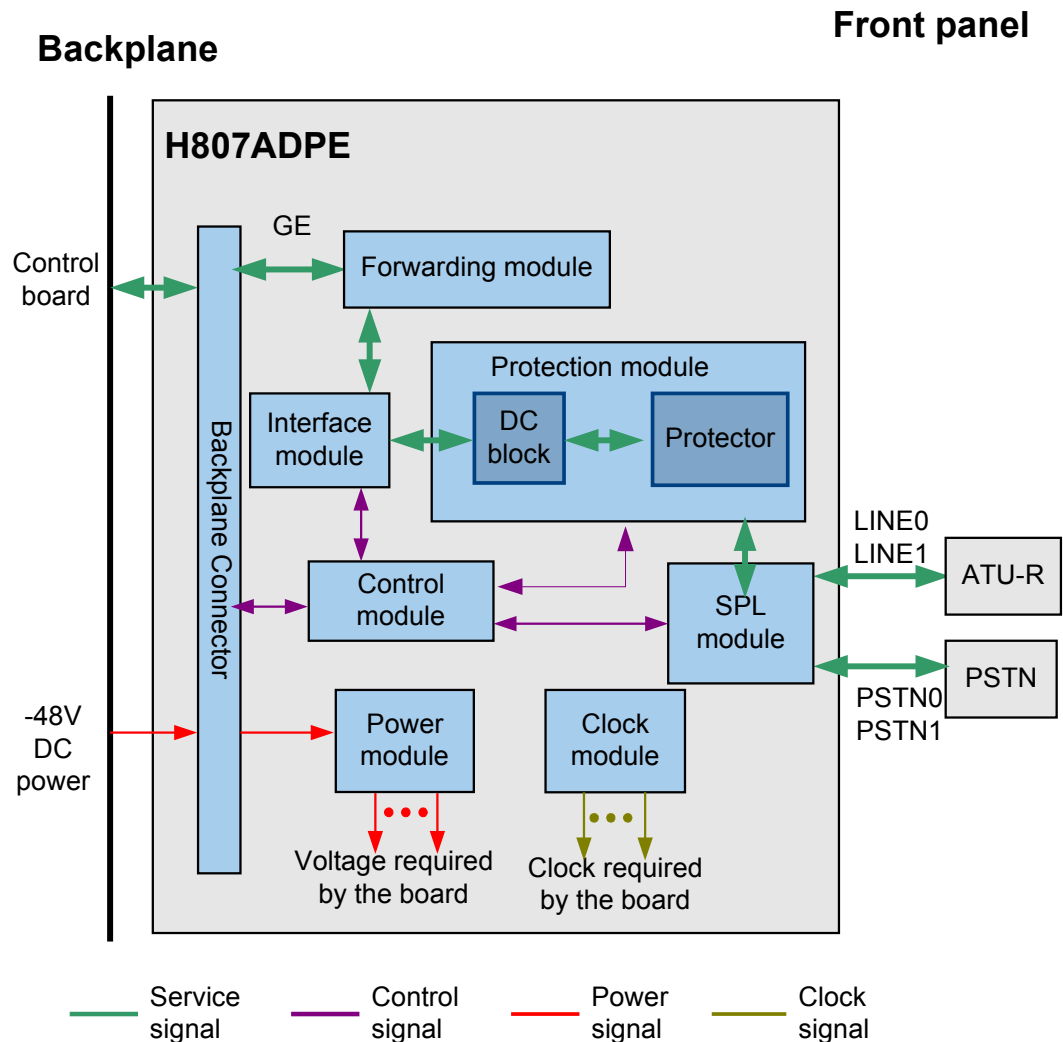 Front panel
Backplane
H807ADPE
GE
Control
board
Forwarding module
Protection module
Interface
module
DC
block
Protector
Backplane Connector
LINE0
LINE1
ATU-R
Control
module
SPL
module
PSTN
PSTN0
PSTN1
-48V
DC
power
Power
module
Clock
module
Voltage required
by the board
Clock required
by the board
Service
signal
Control
signal
Power
signal
Clock
signal